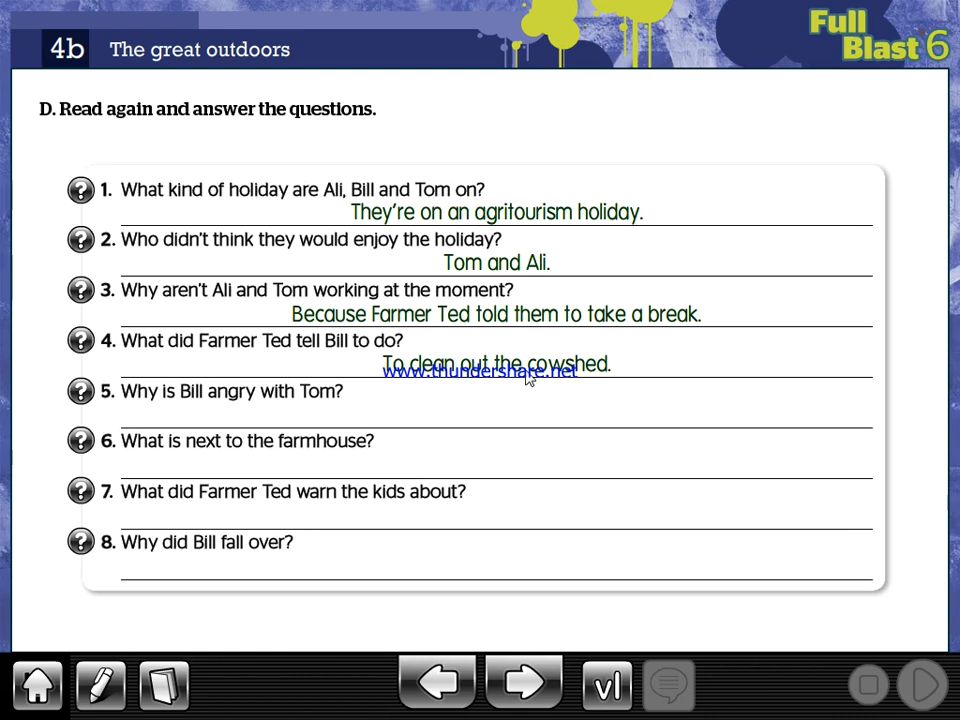 4b The great outdoors
Full Blast 6
D. Read again and answer the questions.
1. What kind of holiday are Ali, Bill and Tom on?
They're on an agritourism holiday.
2. Who didn't think they would enjoy the holiday?
Tom and Ali.
3. Why aren't Ali and Tom working at the moment?
Because Farmer Ted told them to take a break.
4. What did Farmer Ted tell Bill to do?
To clean out the cowshed.
www.thundershare.net
5. Why is Bill angry with Tom?
6. What is next to the farmhouse?
7. What did Farmer Ted warn the kids about?
8. Why did Bill fall over?
vl